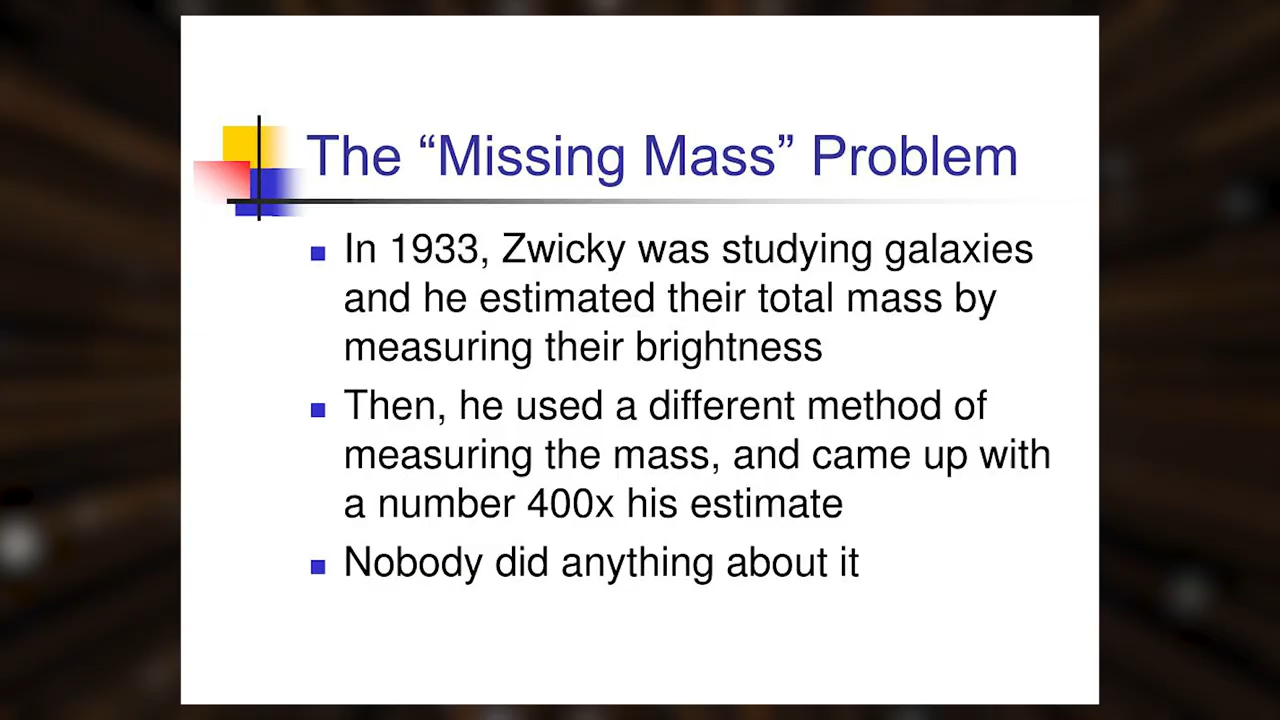 The “Missing Mass” Problem
In 1933, Zwicky was studying galaxies
and he estimated their total mass by
measuring their brightness
Then, he used a different method of
measuring the mass, and came up with
a number 400x his estimate
Nobody did anything about it